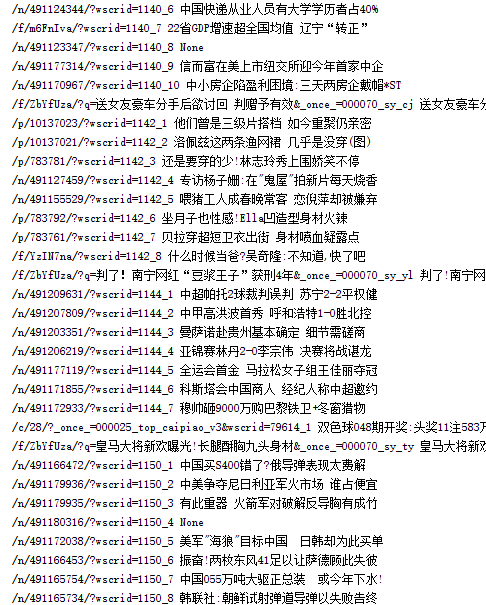 /n/491124344/?wscrid=1140_6 中国快递从业人员有大学学历者占40%
/f/m6FnIva/?wscrid=1140_7 22省GDP增速超全国均值 辽宁“转正”
/n/491123347/?wscrid=1140_8 None
/n/491177314/?wscrid=1140_9 信而富在美上市纽交所迎今年首家中企
/n/491170967/?wscrid=1140_10 中小房企陷盈利困境:三天两房企戴帽*ST
/f/ZbYfUza/?q=送女友豪车分手后欲讨回 判赠予有效&_once_=000070_sy_cj 送女友豪车分
/p/10137023/?wscrid=1142_1 他们曾是三级片搭档 如今重聚仍亲密
/p/10137021/?wscrid=1142_2 洛佩兹这两条渔网裙 几乎是没穿(图)
/p/783781/?wscrid=1142_3 还是要穿的少!林志玲秀上围娇笑不停
/n/491127459/?wscrid=1142_4 专访杨子姗:在"鬼屋"拍新片每天烧香
/n/491155529/?wscrid=1142_5 喂猪工人成春晚常客 恋倪萍却被嫌弃
/p/783792/?wscrid=1142_6 坐月子也性感!Ella凹造型身材火辣
/p/783761/?wscrid=1142_7 贝拉穿超短卫衣出街 身材喷血疑露点
/f/YzIN7na/?wscrid=1142_8 什么时候当爸?吴奇隆:不知道,快了吧
/f/ZbYfUza/?q=判了! 南宁网红“豆浆王子”获刑4年&_once_=000070_sy_yl 判了!南宁网
/n/491209631/?wscrid=1144_1 中超帕托2球裁判误判 苏宁2-2平权健
/n/491207809/?wscrid=1144_2 中甲高洪波首秀 呼和浩特1-0胜北控
/n/491203351/?wscrid=1144_3 曼萨诺赴贵州基本确定 细节需磋商
/n/491206219/?wscrid=1144_4 亚锦赛林丹2-0李宗伟 决赛将战谌龙
/n/491177119/?wscrid=1144_5 全运会首金 马拉松女子组王佳丽夺冠
/n/491171855/?wscrid=1144_6 科斯塔会中国商人 经纪人称中超邀约
/n/491172933/?wscrid=1144_7 穆帅砸9000万购巴黎铁卫+冬窗猎物
/c/28/?_once_=000025_top_caipiao_v3&wscrid=79614_1 双色球048期开奖:头奖11注583万
/f/ZbYfUza/?q=皇马大将新欢曝光!长腿酥胸九头身材&_once_=000070_sy_ty 皇马大将新欢
/n/491166472/?wscrid=1150_1 中国买S400错了?俄导弹表现太费解
/n/491179936/?wscrid=1150_2 中美争夺尼日利亚军火市场 谁占便宜
/n/491179935/?wscrid=1150_3 有此重器 火箭军对破解反导胸有成竹
/n/491180316/?wscrid=1150_4 None
/n/491172038/?wscrid=1150_5 美军"海狼"目标中国 日韩却为此买单
/n/491166453/?wscrid=1150_6 振奋!两枚东风41足以让萨德顾此失彼
/n/491165754/?wscrid=1150_7 中国055万吨大驱正总装 或今年下水!
/n/491165734/?wscrid=1150_8 韩联社:朝鲜试射弹道导弹以失败告终